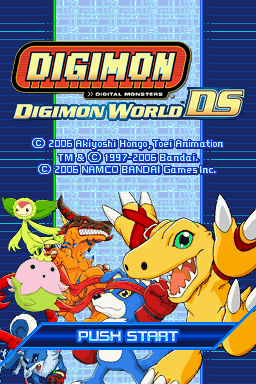 DIGIMON
>> DIGITAL MONSTERS
DIGIMON WORLD DS
© 2006 Akiyoshi Hongo, Toei Animation
TM & © 1997-2006 Bandai.
© 2006 NAMCO BANDAI Games Inc.
PUSH START